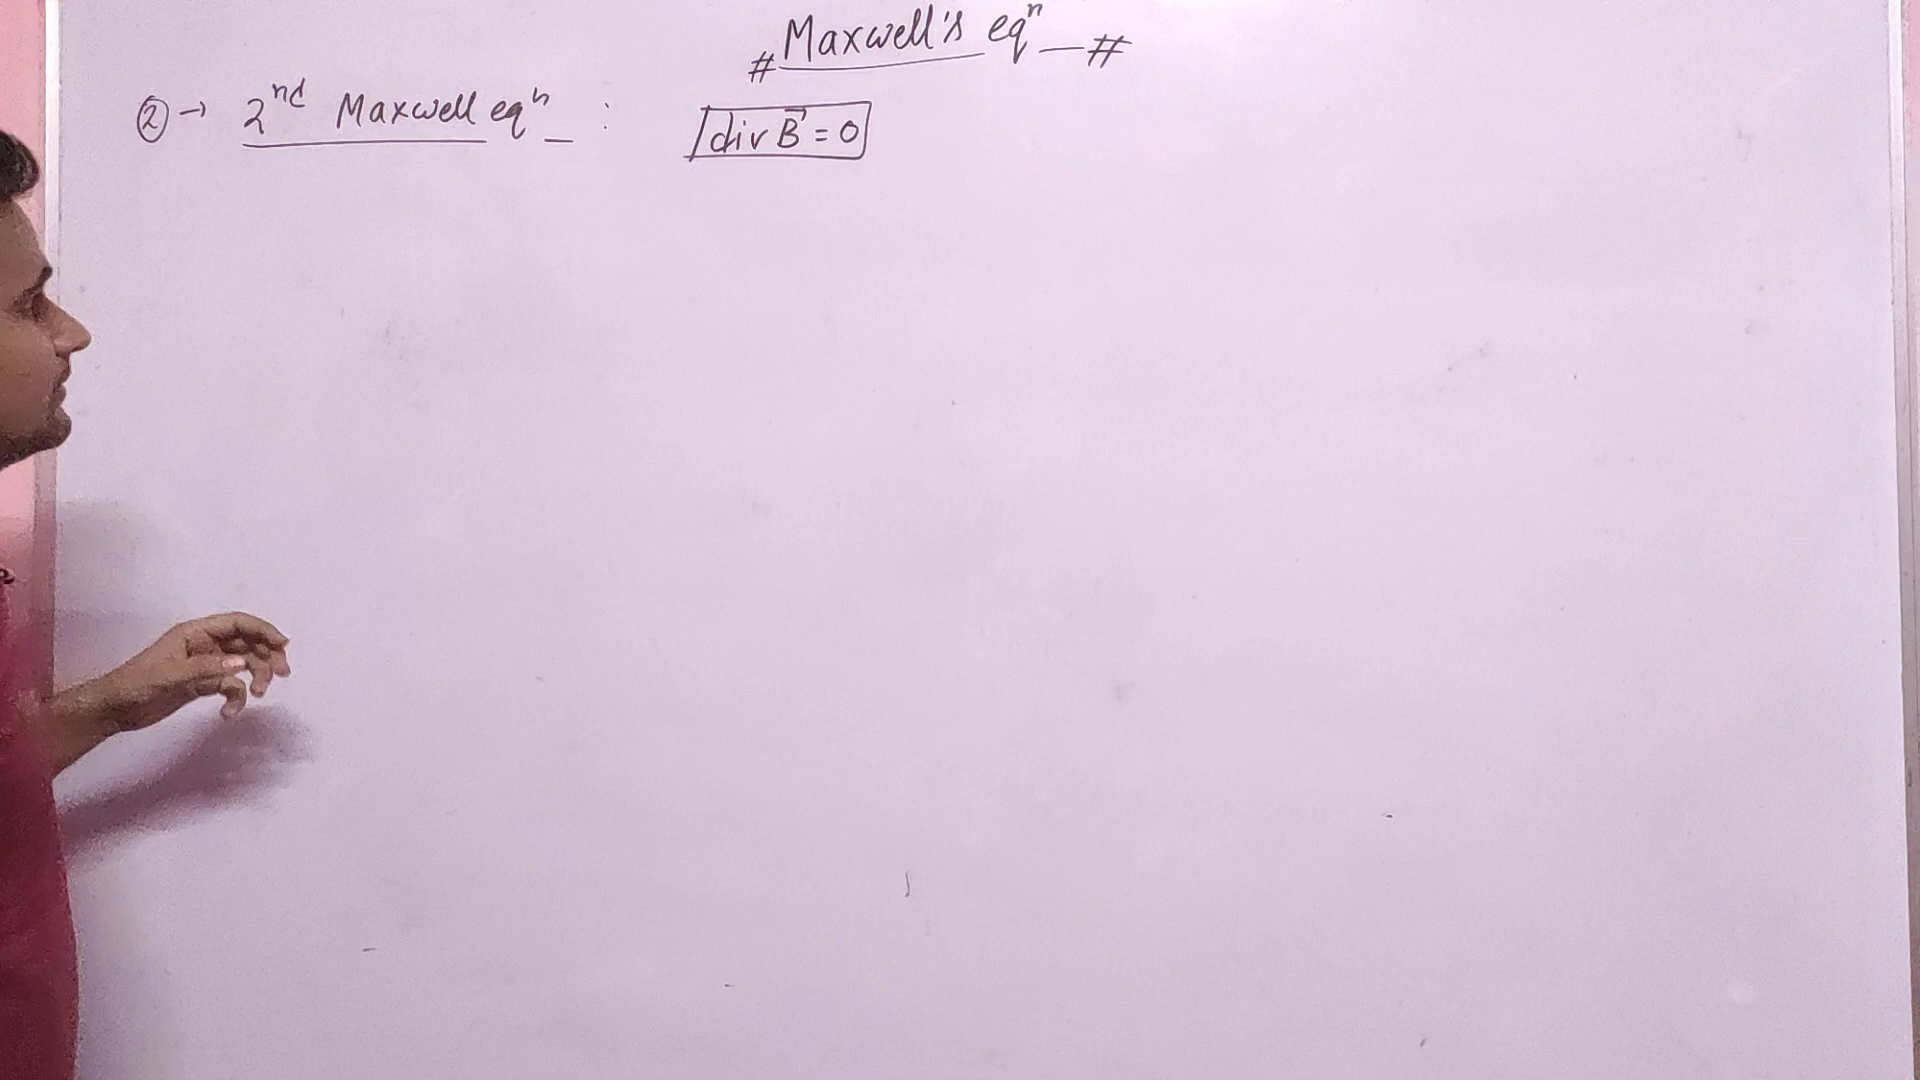 # Maxwell's eqⁿ — #
② → 2ⁿᵈ Maxwell eqⁿ : div B⃗ = 0